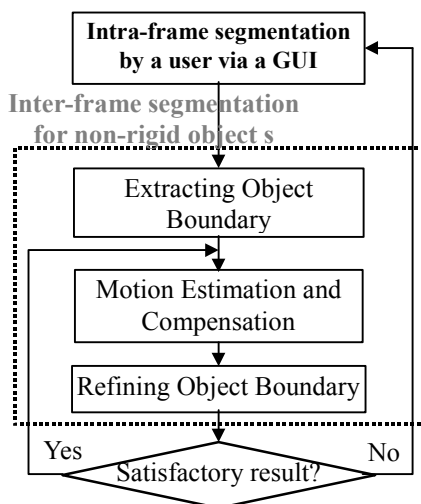 Intra-frame segmentation
by a user via a GUI
Inter-frame segmentation
for non-rigid object s
Extracting Object
Boundary
Motion Estimation and
Compensation
Refining Object Boundary
Yes
No
Satisfactory result?